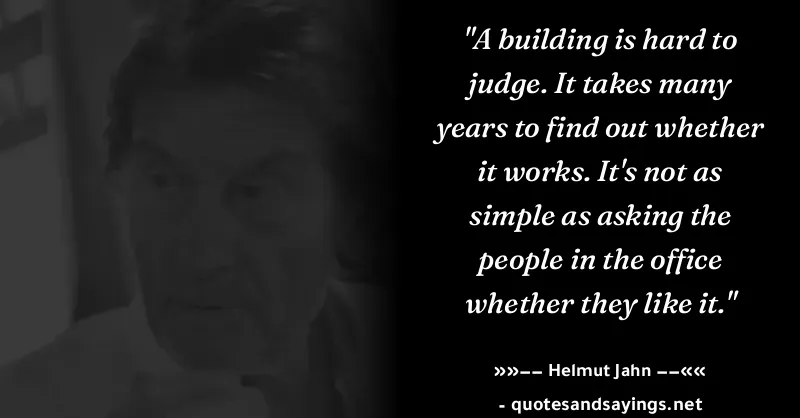 "A building is hard to
judge. It takes many
years to find out whether
it works. It's not as
simple as asking the
people in the office
whether they like it."
»»−− Helmut Jahn −−««
- quotesandsayings.net